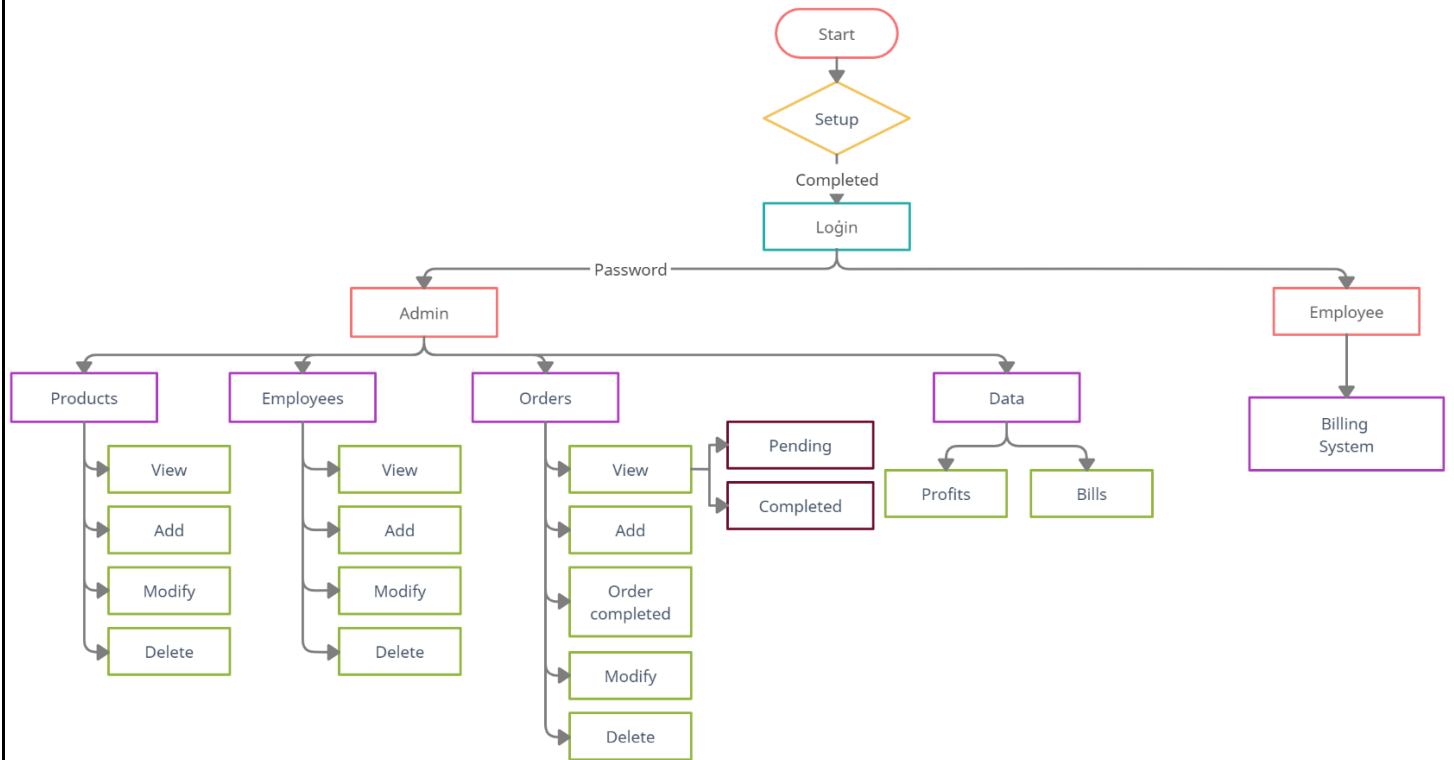 Start
Setup
Completed
Login
Password
Admin
Employee
Products
Employees
Orders
Data
Billing
System
View
Add
Modify
Delete
View
Add
Modify
Delete
View
Add
Order
completed
Modify
Delete
Pending
Completed
Profits
Bills